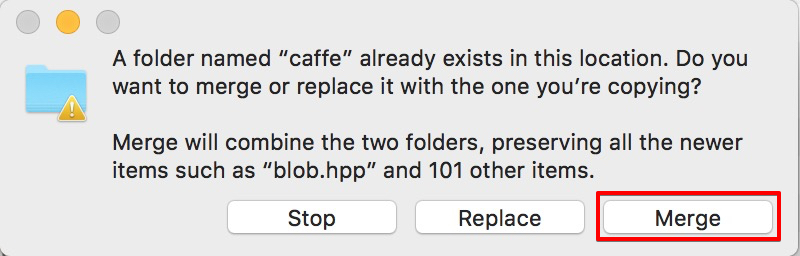 A folder named “caffe” already exists in this location. Do you
want to merge or replace it with the one you’re copying?
Merge will combine the two folders, preserving all the newer
items such as “blob.hpp” and 101 other items.
Stop
Replace
Merge